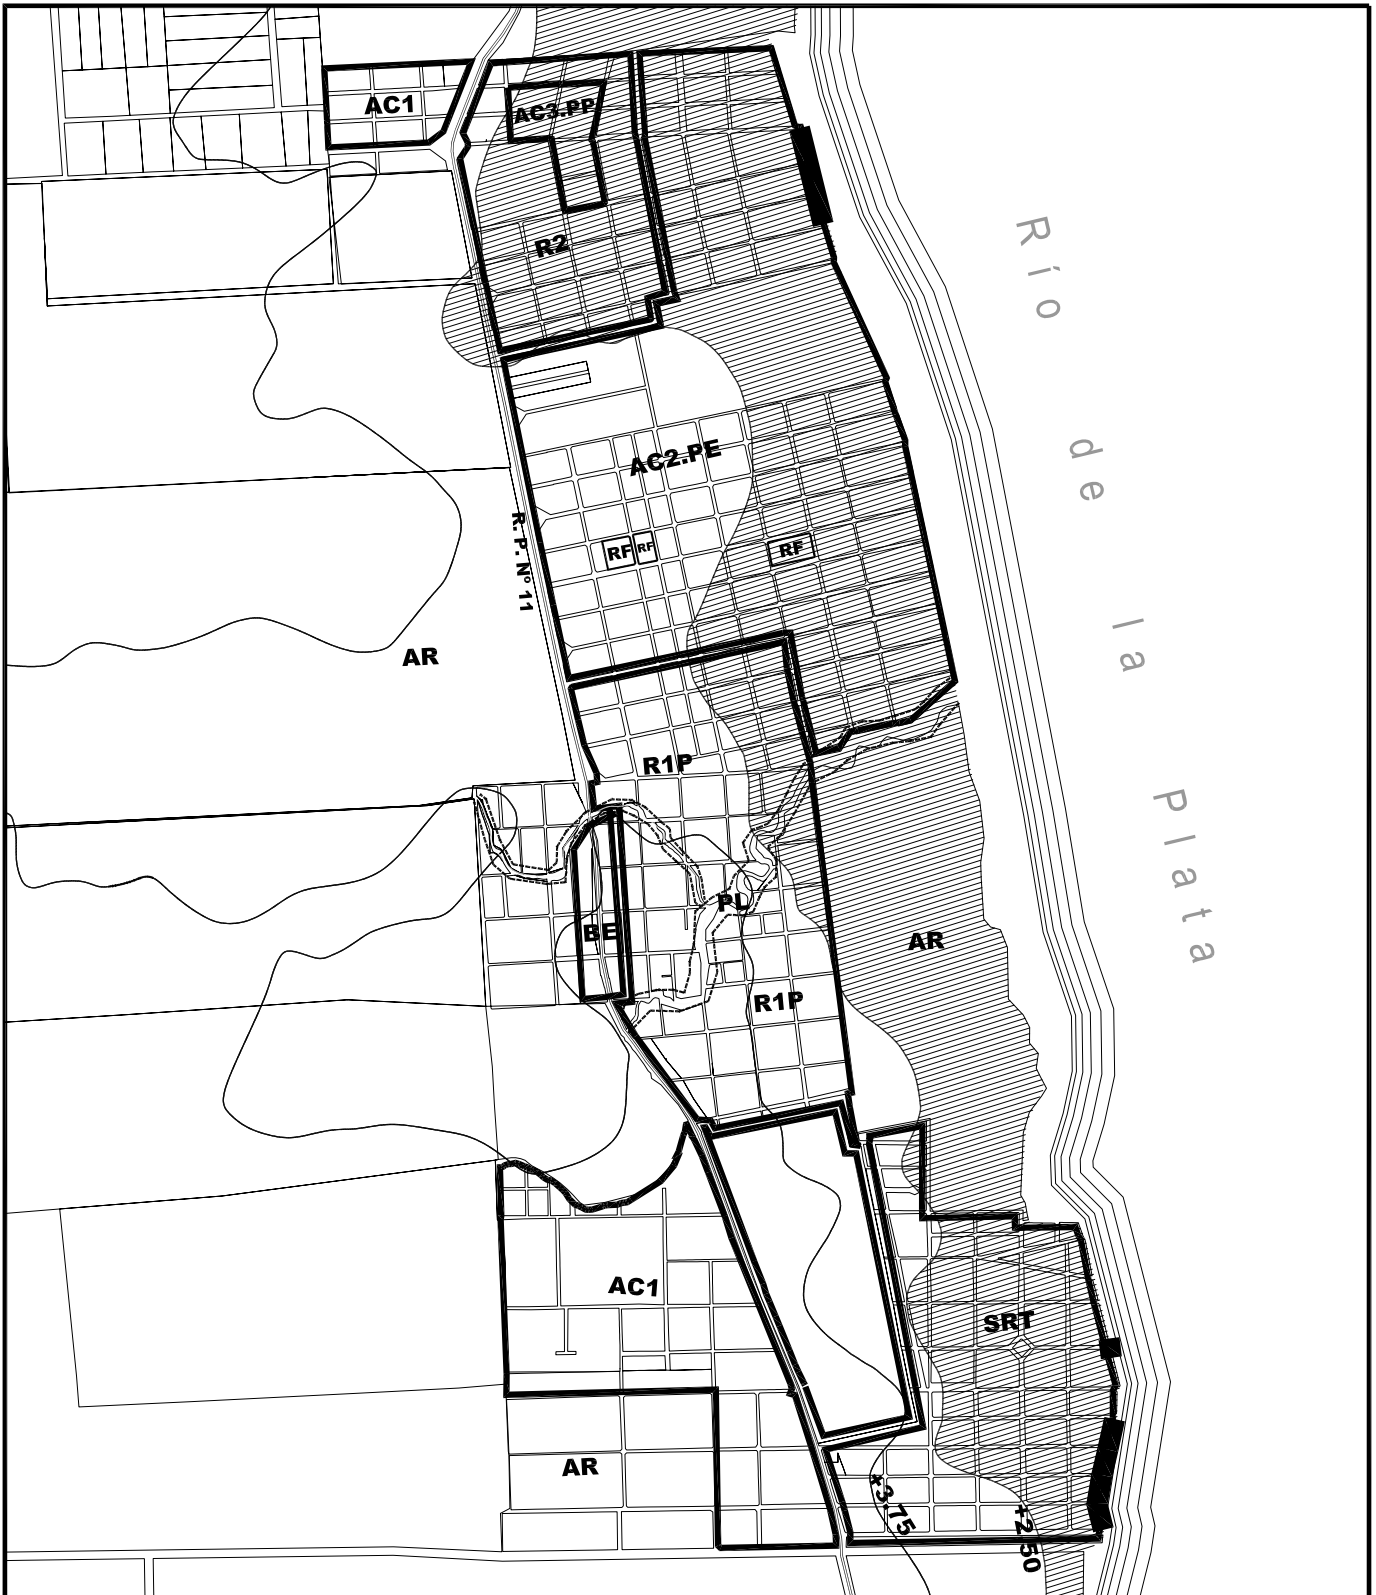 AC1
AC3.PP
R2
Río
de
la
Plata
AC2.PE
R. P. Nº 11
RF
RF
RF
AR
R1P
PL
BE
AR
R1P
AC1
SRT
AR
+3.75
+2.50